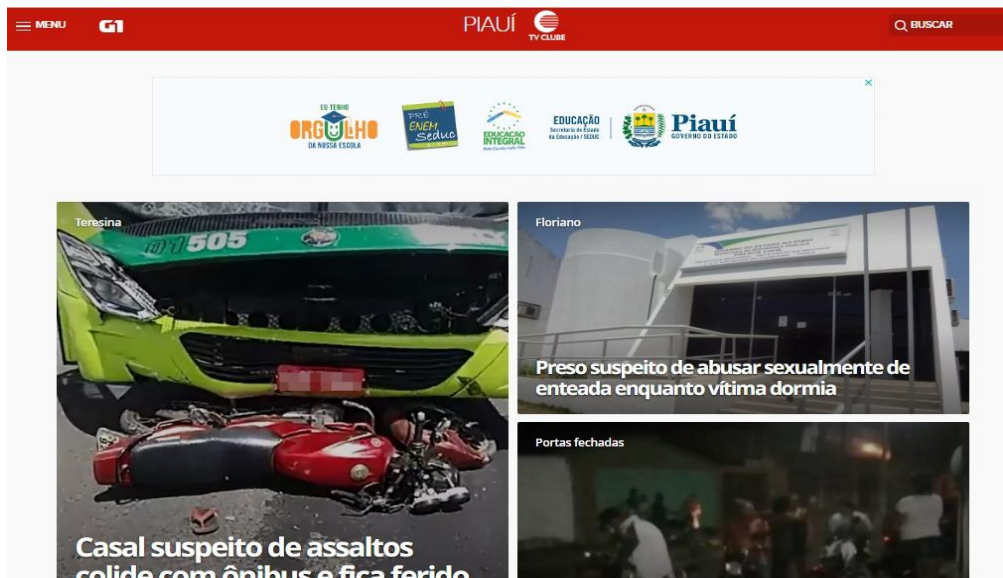 MENU
G1
PIAUÍ
TV CLUBE
BUSCAR
EU TENHO
ORGULHO
DA NOSSA ESCOLA
PRÉ
ENEM
Seduc
EDUCAÇÃO
INTEGRAL
EDUCAÇÃO
Secretaria de Estado
da Educação / SEDUC
Piauí
GOVERNO DO ESTADO
Teresina
01505
Casal suspeito de assaltos
colide com ônibus e fica ferido
Floriano
Preso suspeito de abusar sexualmente de
enteada enquanto vítima dormia
Portas fechadas